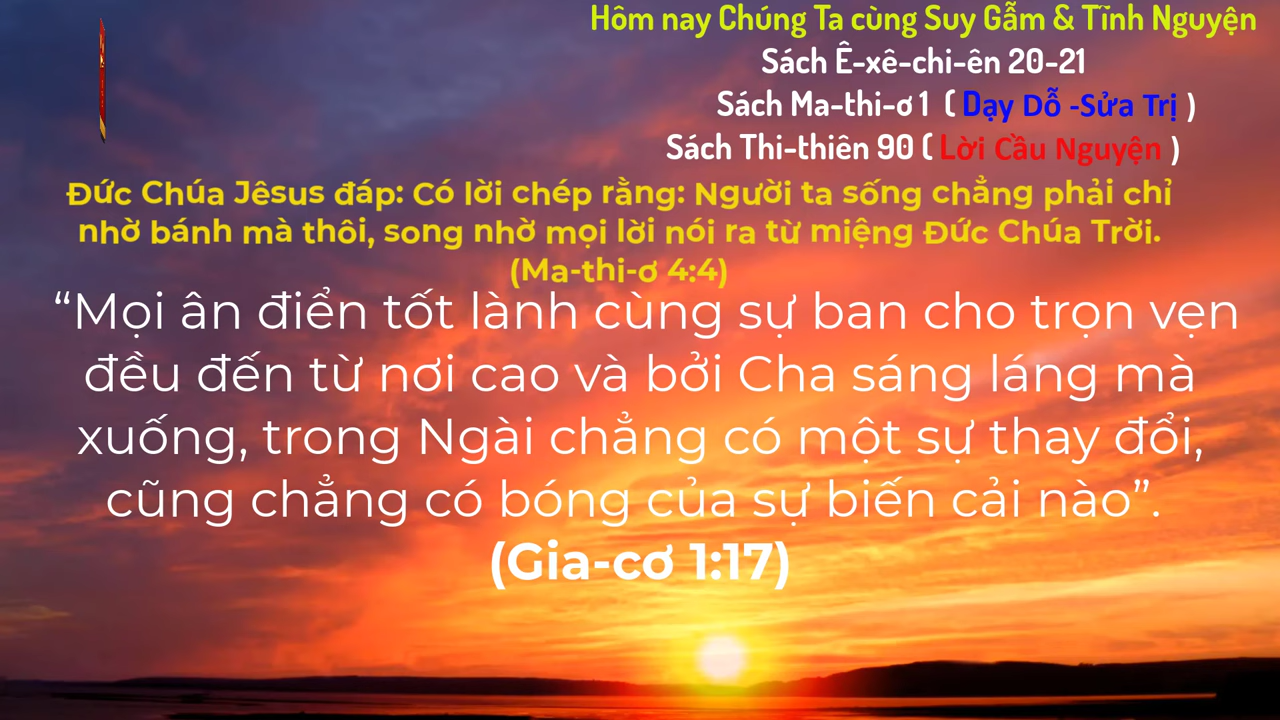 Hôm nay Chúng Ta cùng Suy Gẫm & Tĩnh Nguyện
Sách Ê-xê-chi-ên 20-21
Sách Ma-thi-ơ 1 ( Dạy Dỗ -Sửa Trị )
Sách Thi-thiên 90 ( Lời Cầu Nguyện )
Đức Chúa Jêsus đáp: Có lời chép rằng: Người ta sống chẳng phải chỉ
nhờ bánh mà thôi, song nhờ mọi lời nói ra từ miệng Đức Chúa Trời.
(Ma-thi-ơ 4:4)
“Mọi ân điển tốt lành cùng sự ban cho trọn vẹn
đều đến từ nơi cao và bởi Cha sáng láng mà
xuống, trong Ngài chẳng có một sự thay đổi,
cũng chẳng có bóng của sự biến cải nào”.
(Gia-cơ 1:17)